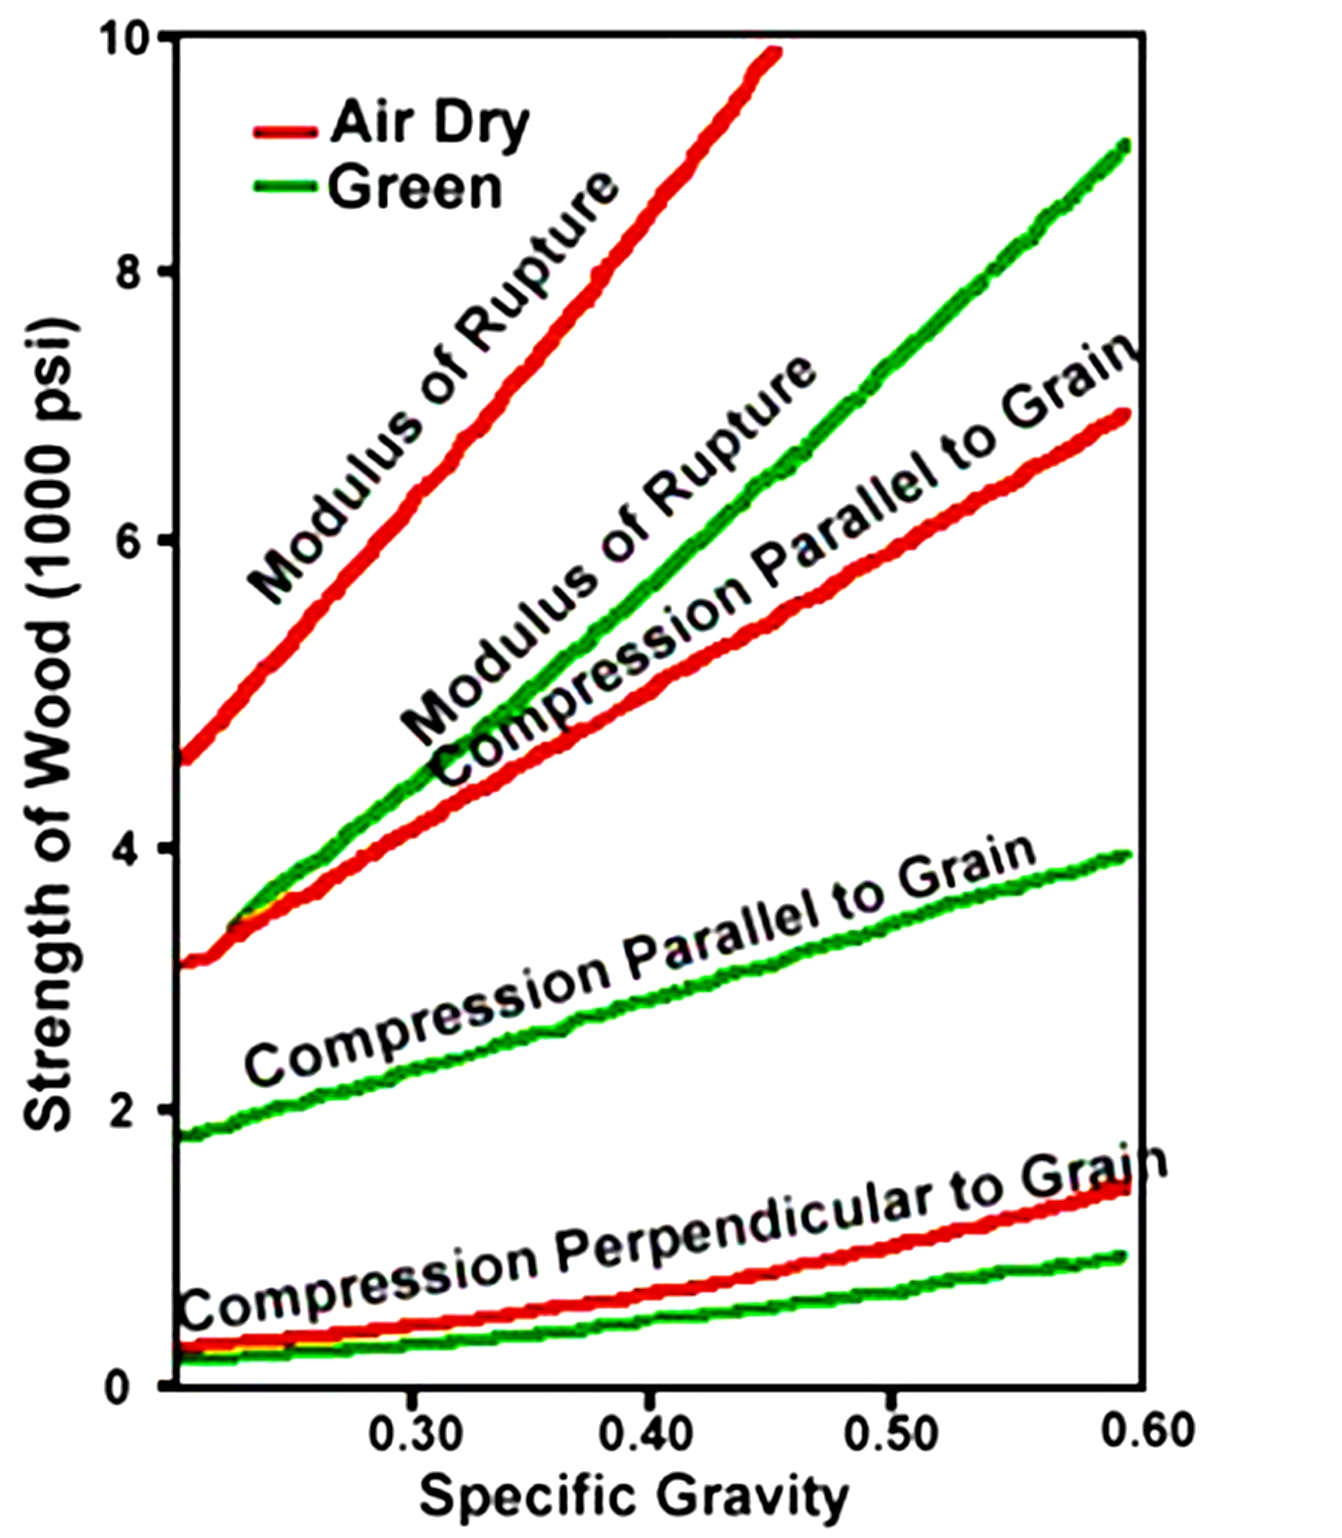 10
Air Dry
Green
Modulus of Rupture
8
Modulus of Rupture
Compression Parallel to Grain
6
Strength of Wood (1000 psi)
4
Compression Parallel to Grain
2
Compression Perpendicular to Grain
0
0.30 0.40 0.50 0.60
Specific Gravity